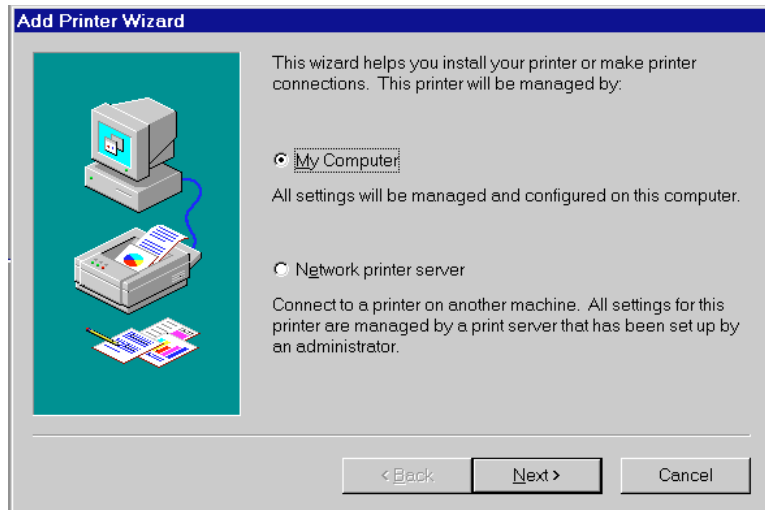 Add Printer Wizard
This wizard helps you install your printer or make printer
connections. This printer will be managed by:
My Computer
All settings will be managed and configured on this computer.
Network printer server
Connect to a printer on another machine. All settings for this
printer are managed by a print server that has been set up by
an administrator.
< Back Next > Cancel